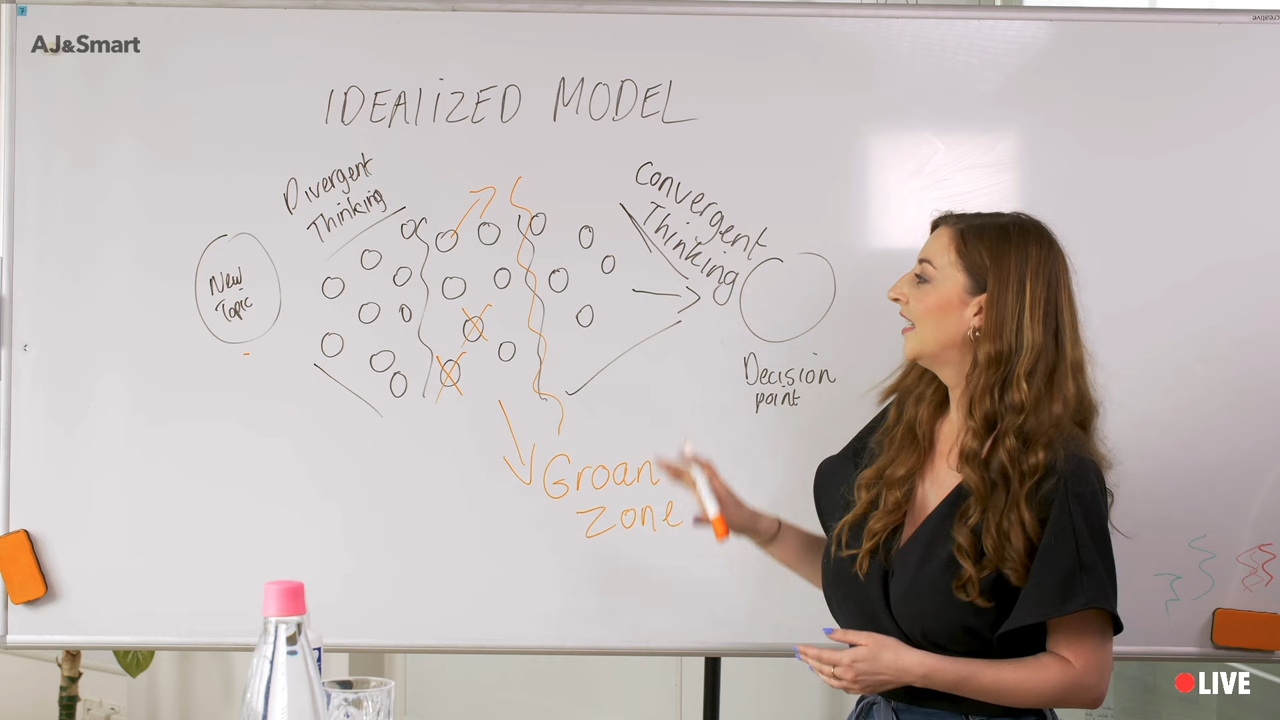 AJ&Smart
IDEALIZED MODEL
Divergent
Thinking
Convergent
Thinking
New
Topic
Decision
point
Groan
zone
LIVE